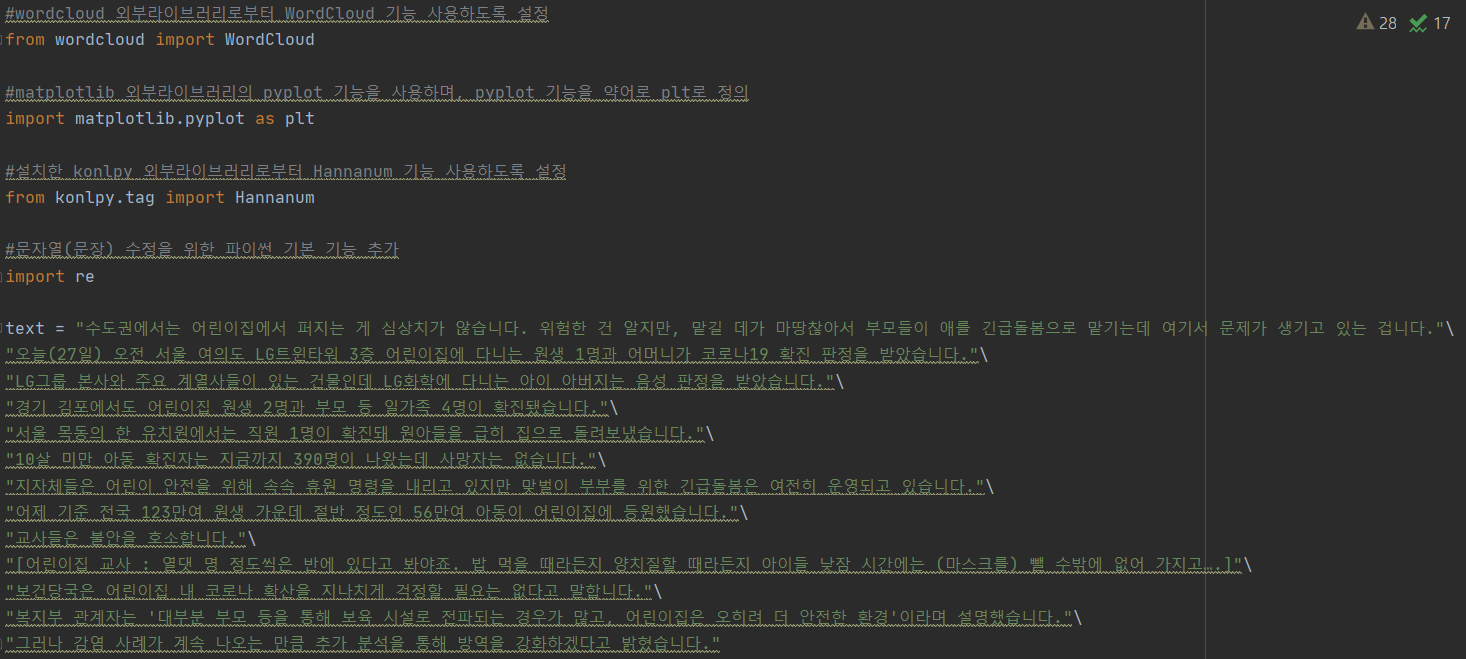 28 17
#wordcloud 외부라이브러리로부터 WordCloud 기능 사용하도록 설정
from wordcloud import WordCloud
#matplotlib 외부라이브러리의 pyplot 기능을 사용하며, pyplot 기능을 약어로 plt로 정의
import matplotlib.pyplot as plt
#설치한 konlpy 외부라이브러리로부터 Hannanum 기능 사용하도록 설정
from konlpy.tag import Hannanum
#문자열(문장) 수정을 위한 파이썬 기본 기능 추가
import re
text = "수도권에서는 어린이집에서 퍼지는 게 심상치가 않습니다. 위험한 건 알지만, 맡길 데가 마땅찮아서 부모들이 애를 긴급돌봄으로 맡기는데 여기서 문제가 생기고 있는 겁니다."\
"오늘(27일) 오전 서울 여의도 LG트윈타워 3층 어린이집에 다니는 원생 1명과 어머니가 코로나19 확진 판정을 받았습니다."\
"LG그룹 본사와 주요 계열사들이 있는 건물인데 LG화학에 다니는 아이 아버지는 음성 판정을 받았습니다."\
"경기 김포에서도 어린이집 원생 2명과 부모 등 일가족 4명이 확진됐습니다."\
"서울 목동의 한 유치원에서는 직원 1명이 확진돼 원아들을 급히 집으로 돌려보냈습니다."\
"10살 미만 아동 확진자는 지금까지 390명이 나왔는데 사망자는 없습니다."\
"지자체들은 어린이 안전을 위해 속속 휴원 명령을 내리고 있지만 맞벌이 부부를 위한 긴급돌봄은 여전히 운영되고 있습니다."\
"어제 기준 전국 123만여 원생 가운데 절반 정도인 56만여 아동이 어린이집에 등원했습니다."\
"교사들은 불안을 호소합니다."\
"[어린이집 교사 : 열댓 명 정도씩은 밥에 있다고 봐야죠. 밥 먹을 때라든지 양치질할 때라든지 아이들 낮잠 시간에는 (마스크를) 뺄 수밖에 없어 가지고….]"\
"보건당국은 어린이집 내 코로나 확산을 지나치게 걱정할 필요는 없다고 말합니다."\
"복지부 관계자는 '대부분 부모 등을 통해 보육 시설로 전파되는 경우가 많고, 어린이집은 오히려 더 안전한 환경'이라며 설명했습니다."\
"그러나 감염 사례가 계속 나오는 만큼 추가 분석을 통해 방역을 강화하겠다고 밝혔습니다."